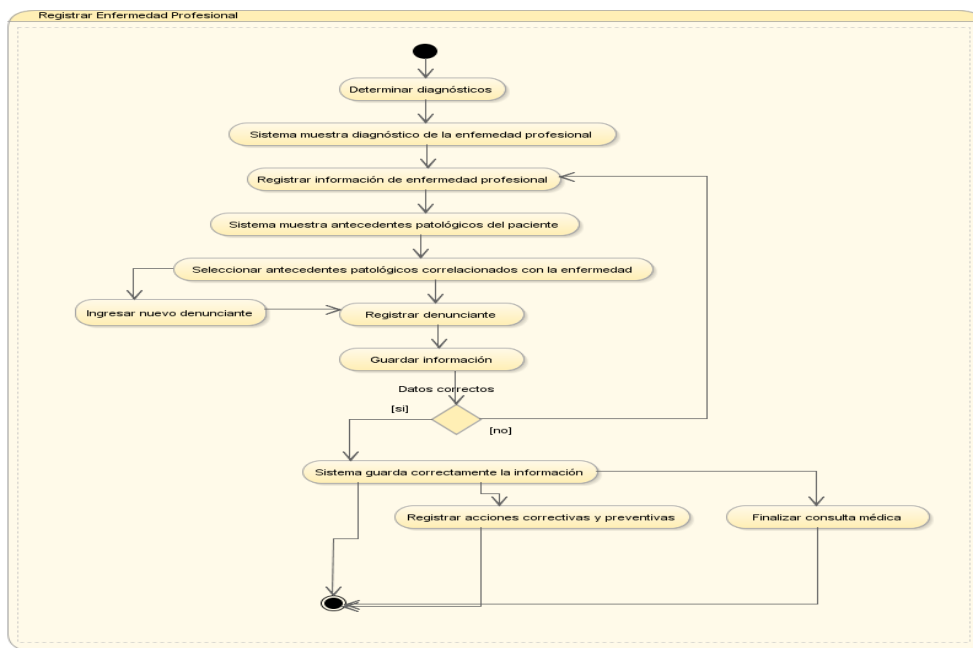 Registrar Enfermedad Profesional
Determinar diagnósticos
Sistema muestra diagnóstico de la enfemedad profesional
Registrar información de enfermedad profesional
Sistema muestra antecedentes patológicos del paciente
Seleccionar antecedentes patológicos correlacionados con la enfermedad
Ingresar nuevo denunciante
Registrar denunciante
Guardar información
Datos correctos
[si]
[no]
Sistema guarda correctamente la información
Registrar acciones correctivas y preventivas
Finalizar consulta médica